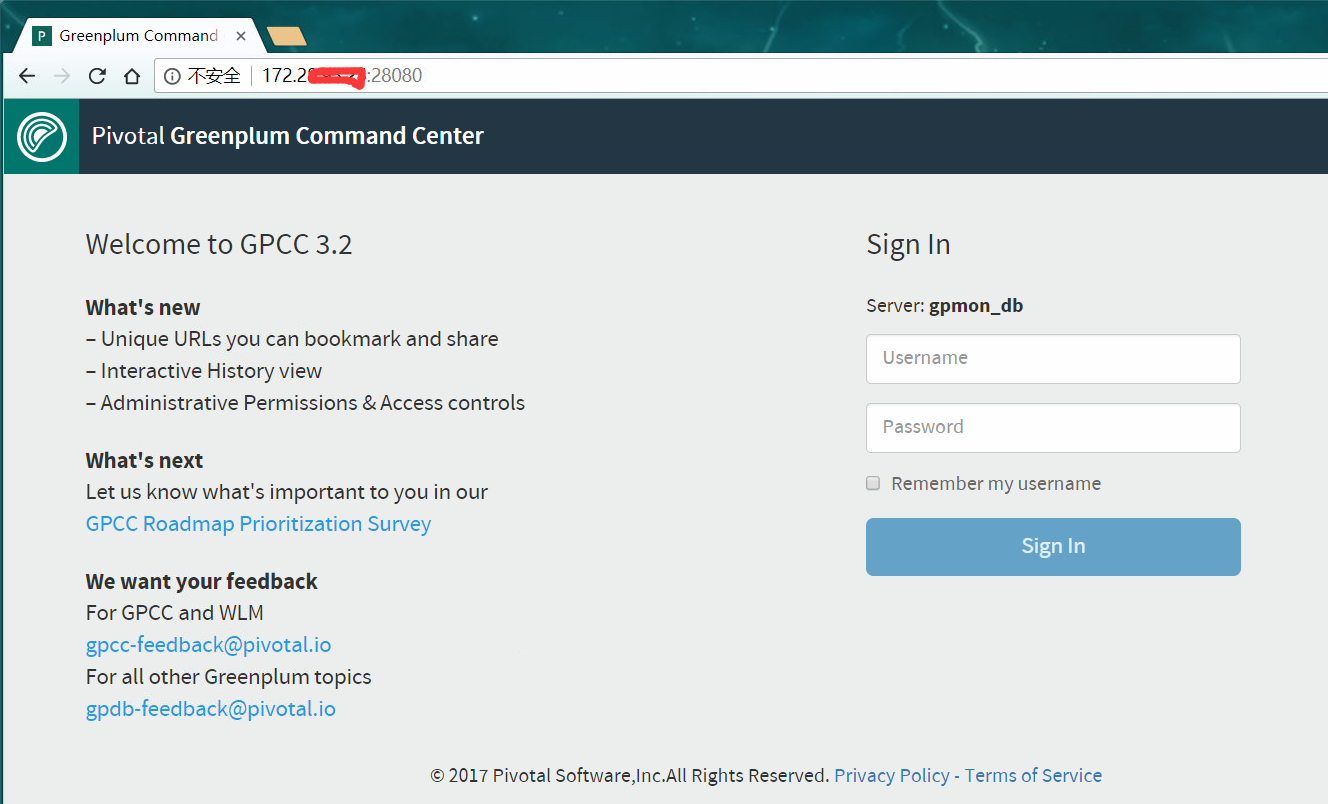 P Greenplum Command
不安全 172.2 :28080
Pivotal Greenplum Command Center
Welcome to GPCC 3.2
What's new
– Unique URLs you can bookmark and share
– Interactive History view
– Administrative Permissions & Access controls
What's next
Let us know what's important to you in our
GPCC Roadmap Prioritization Survey
We want your feedback
For GPCC and WLM
gpcc-feedback@pivotal.io
For all other Greenplum topics
gpdb-feedback@pivotal.io
Sign In
Server: gpmon_db
Username
Password
Remember my username
Sign In
© 2017 Pivotal Software,Inc.All Rights Reserved. Privacy Policy - Terms of Service